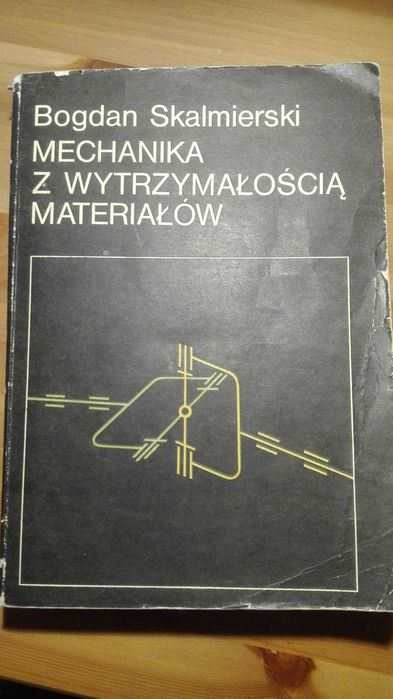 Bogdan Skalmierski
MECHANIKA
Z WYTRZYMAŁOŚCIĄ
MATERIAŁÓW